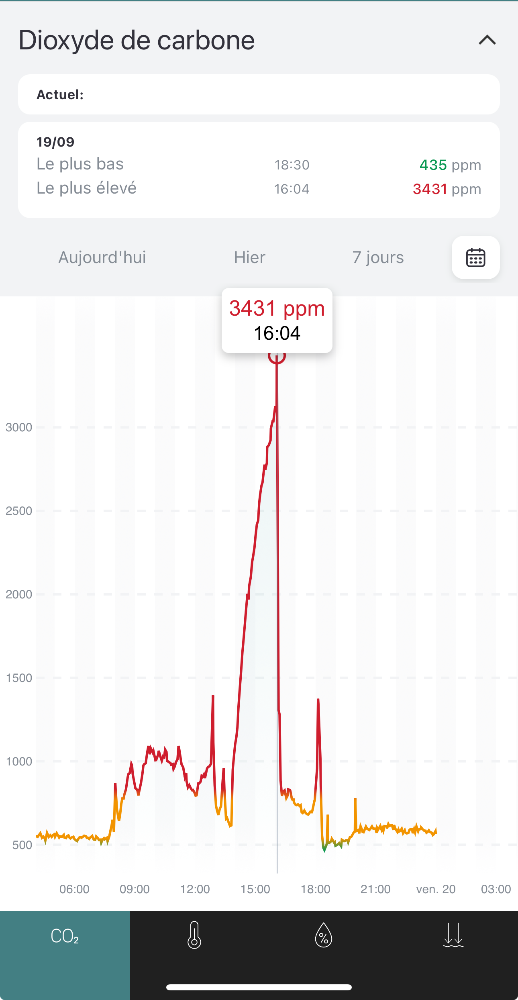 Dioxyde de carbone
Actuel:
19/09
Le plus bas 18:30 435 ppm
Le plus élevé 16:04 3431 ppm
Aujourd'hui Hier 7 jours
3431 ppm
16:04
3000
2500
2000
1500
1000
500
06:00 09:00 12:00 15:00 18:00 21:00 ven. 20 03:00
CO₂ %